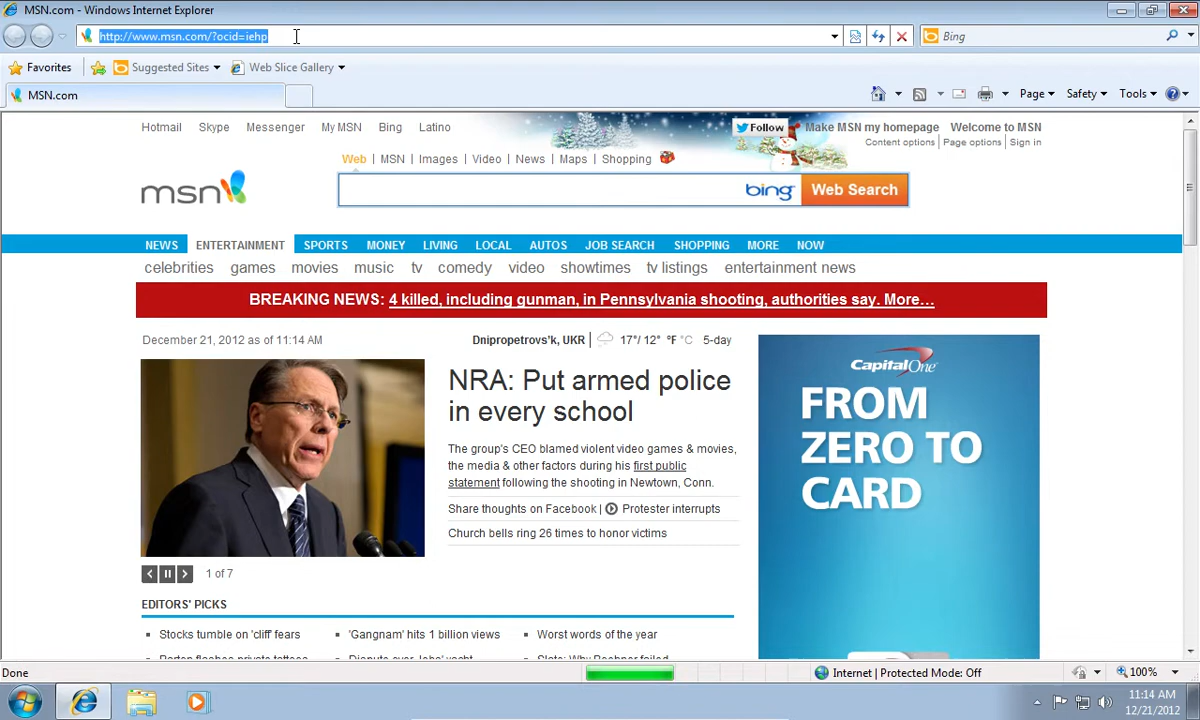 MSN.com - Windows Internet Explorer
http://www.msn.com/?ocid=iehp
Bing
Favorites
Suggested Sites
Web Slice Gallery
MSN.com
Page
Safety
Tools
Hotmail Skype Messenger My MSN Bing Latino
Follow
Make MSN my homepage Welcome to MSN
Content options | Page options | Sign in
Web | MSN | Images | Video | News | Maps | Shopping
msn
bing
Web Search
NEWS ENTERTAINMENT SPORTS MONEY LIVING LOCAL AUTOS JOB SEARCH SHOPPING MORE NOW
celebrities games movies music tv comedy video showtimes tv listings entertainment news
BREAKING NEWS: 4 killed, including gunman, in Pennsylvania shooting, authorities say. More…
December 21, 2012 as of 11:14 AM
Dnipropetrovs'k, UKR | 17°/ 12° °F °C 5-day
NRA: Put armed police
in every school
The group's CEO blamed violent video games & movies,
the media & other factors during his first public
statement following the shooting in Newtown, Conn.
Share thoughts on Facebook | Protester interrupts
Church bells ring 26 times to honor victims
1 of 7
CapitalOne
FROM
ZERO TO
CARD
EDITORS' PICKS
Stocks tumble on 'cliff' fears
'Gangnam' hits 1 billion views
Worst words of the year
Done
Internet | Protected Mode: Off
100%
11:14 AM
12/21/2012